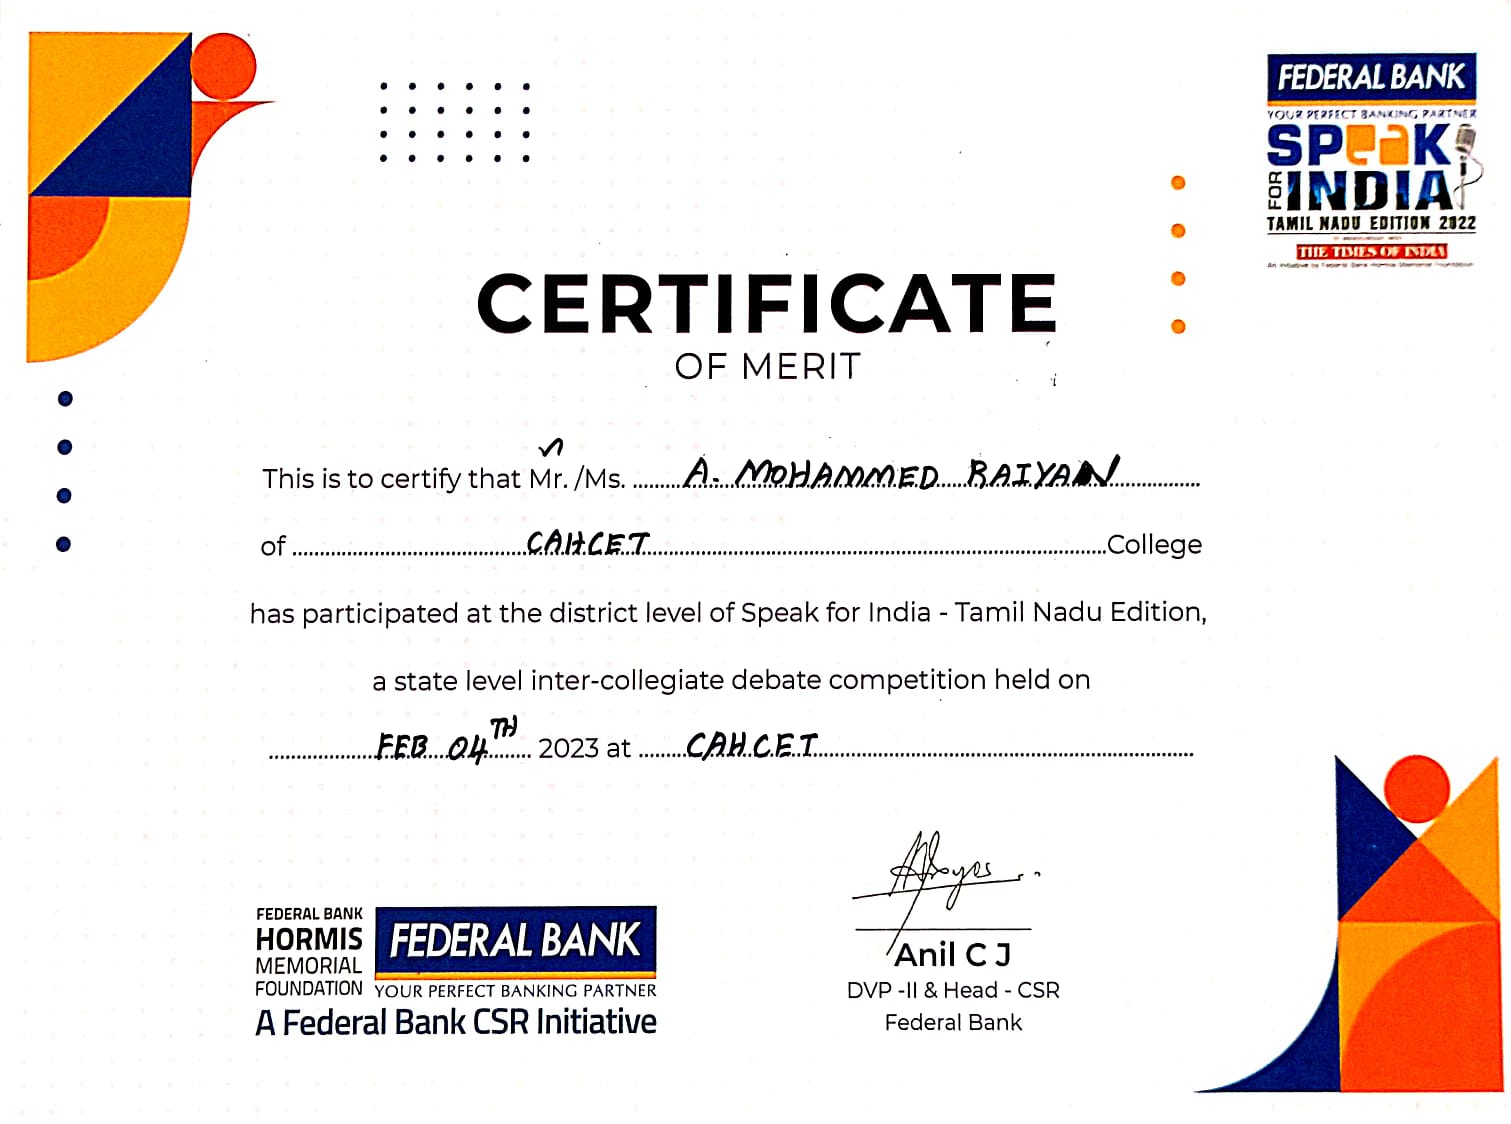 FEDERAL BANK
YOUR PERFECT BANKING PARTNER
SPEAK
FOR INDIA
TAMIL NADU EDITION 2022
THE TIMES OF INDIA
CERTIFICATE
OF MERIT
This is to certify that Mr. /Ms. A. MOHAMMED RAIYAN
of CAHCET College
has participated at the district level of Speak for India - Tamil Nadu Edition,
a state level inter-collegiate debate competition held on
FEB 04TH 2023 at CAHCET
FEDERAL BANK
HORMIS
MEMORIAL
FOUNDATION
FEDERAL BANK
YOUR PERFECT BANKING PARTNER
A Federal Bank CSR Initiative
Anil C J
DVP -II & Head - CSR
Federal Bank